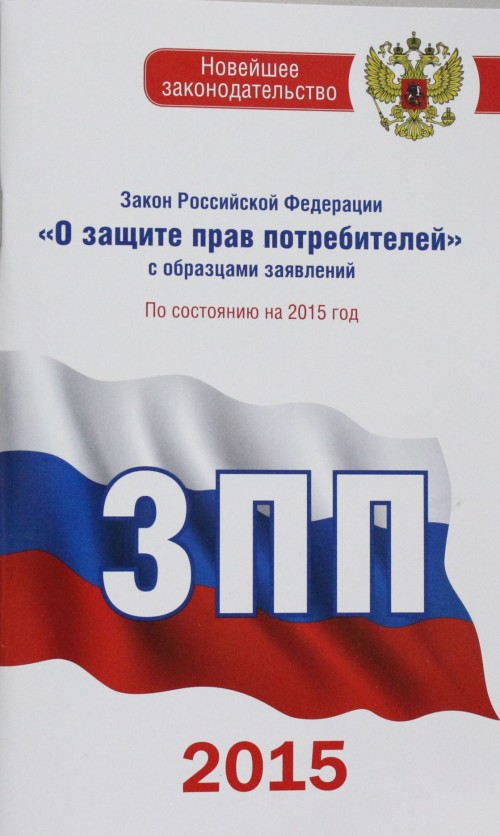 Новейшее
законодательство
Закон Российской Федерации
«О защите прав потребителей»
с образцами заявлений
По состоянию на 2015 год
ЗПП
2015